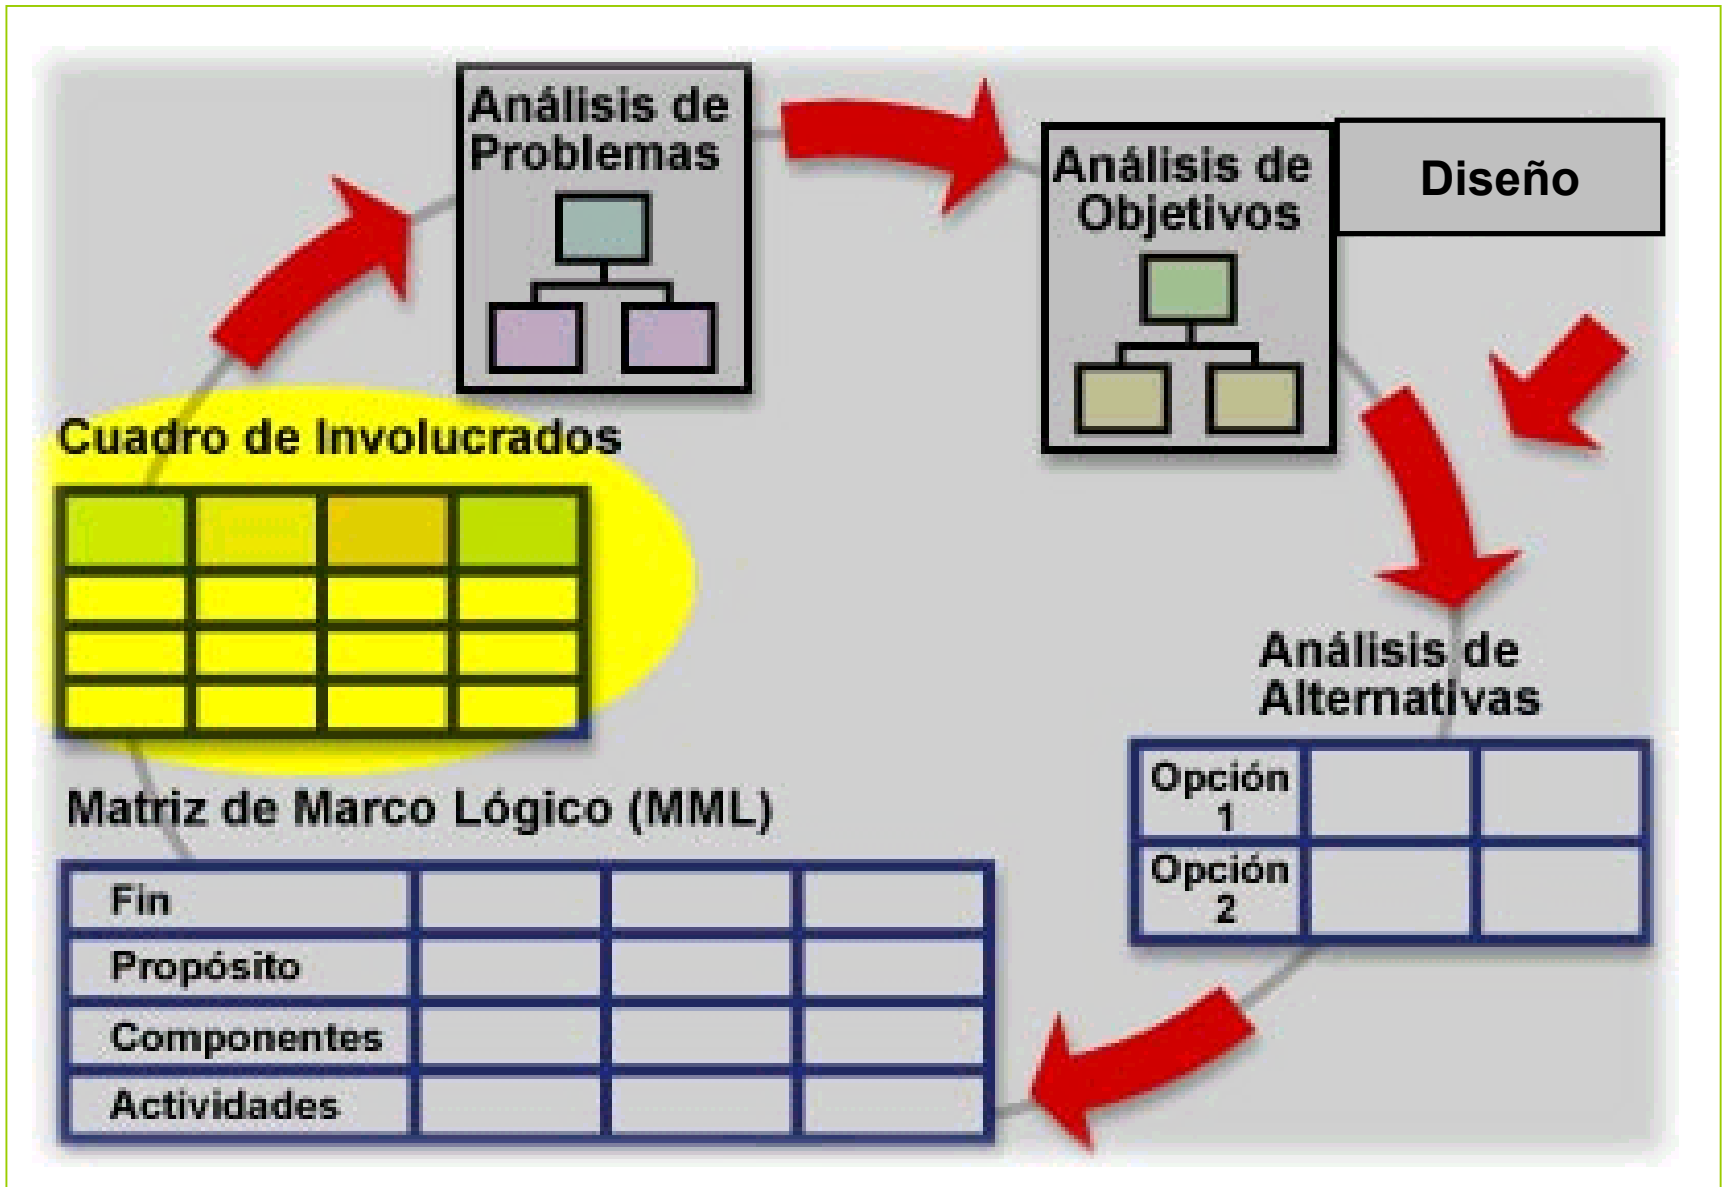 Análisis de
Problemas
Análisis de
Objetivos
Diseño
Cuadro de Involucrados
Análisis de
Alternativas
Opción
1
Opción
2
Matriz de Marco Lógico (MML)
Fin
Propósito
Componentes
Actividades